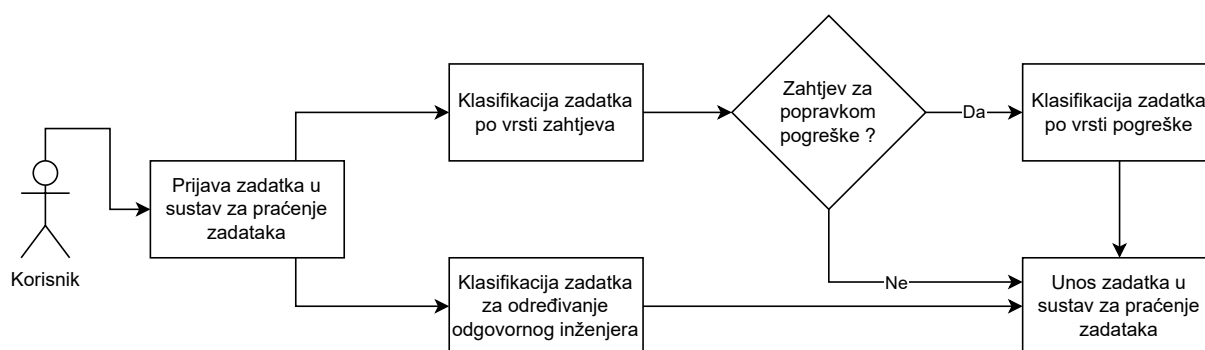 Korisnik
Prijava zadatka u
sustav za praćenje
zadataka
Klasifikacija zadatka
po vrsti zahtjeva
Zahtjev za
popravkom
pogreške ?
Da
Klasifikacija zadatka
po vrsti pogreške
Klasifikacija zadatka
za određivanje
odgovornog inženjera
Ne
Unos zadatka u
sustav za praćenje
zadataka